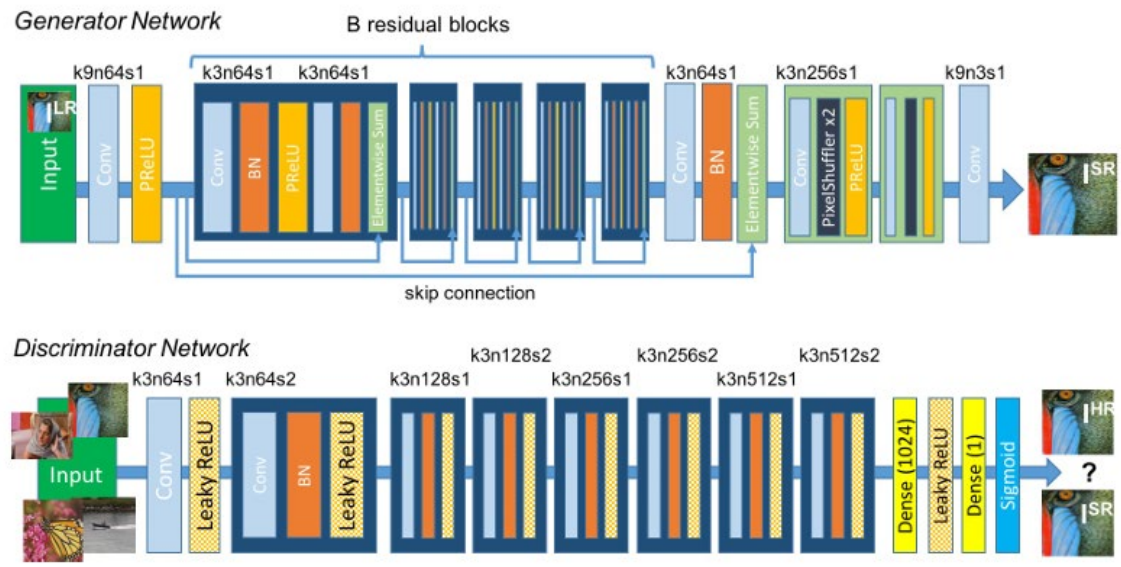 Generator Network
B residual blocks
k9n64s1
k3n64s1
k3n64s1
k3n64s1
k3n256s1
k9n3s1
I^LR
Input
Conv
PReLU
Conv
BN
PReLU
Elementwise Sum
Conv
BN
Elementwise Sum
Conv
PixelShuffler x2
PReLU
Conv
I^SR
skip connection
Discriminator Network
k3n64s1
k3n64s2
k3n128s1
k3n128s2
k3n256s1
k3n256s2
k3n512s1
k3n512s2
Input
Conv
Leaky ReLU
Conv
BN
Leaky ReLU
Dense (1024)
Leaky ReLU
Dense (1)
Sigmoid
I^HR
?
I^SR